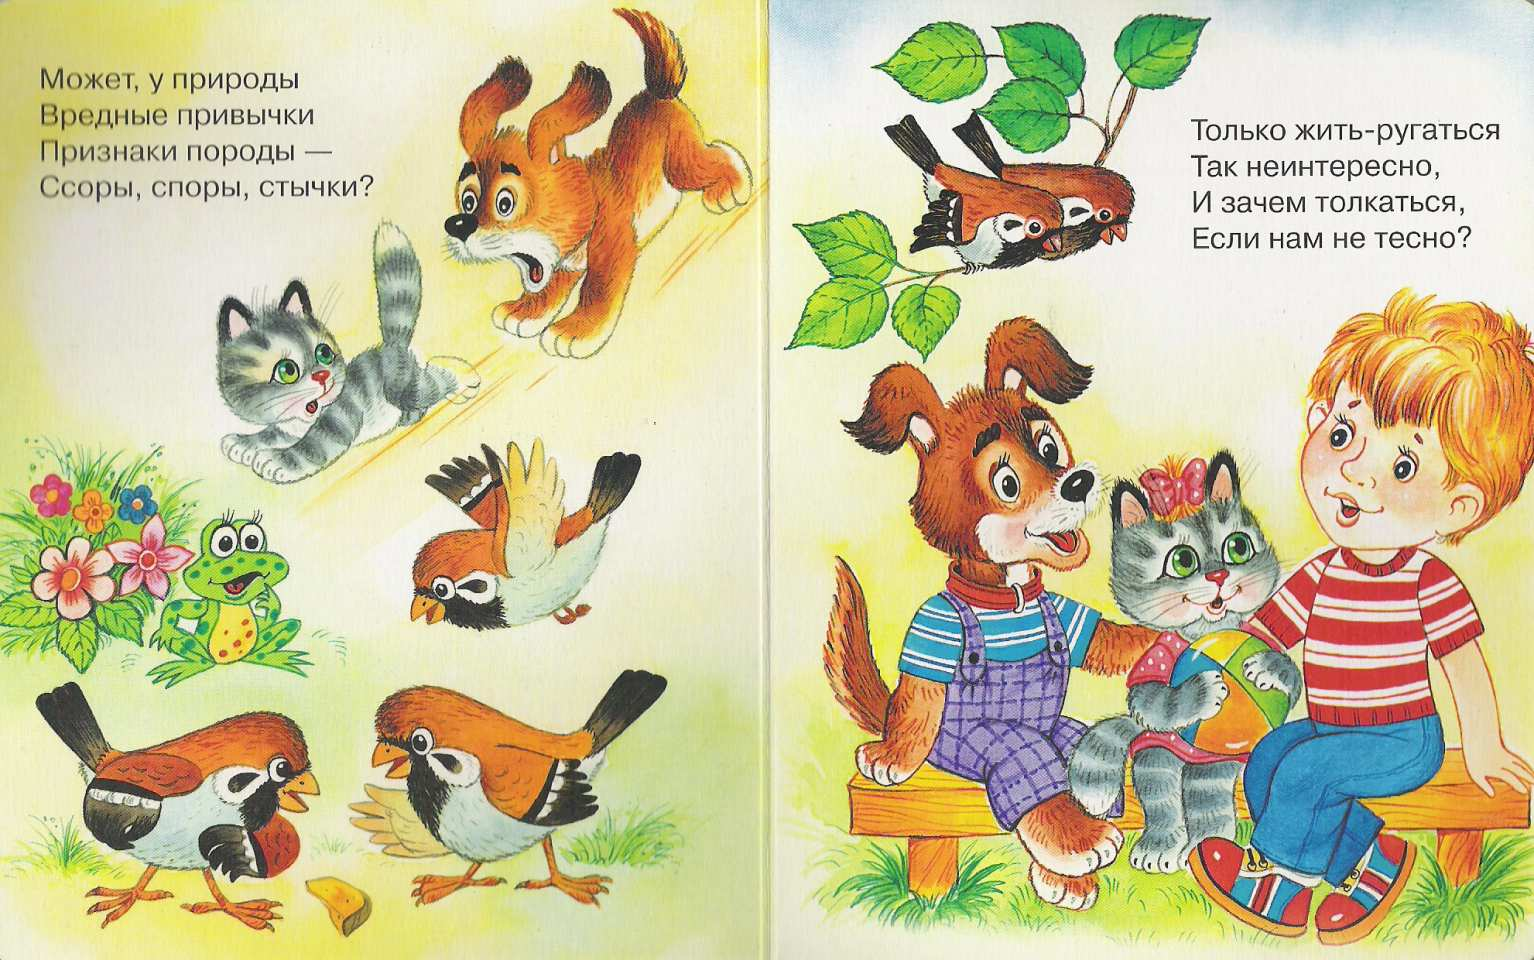 Может, у природы
Вредные привычки
Признаки породы —
Ссоры, споры, стычки?
Только жить-ругаться
Так неинтересно,
И зачем толкаться,
Если нам не тесно?